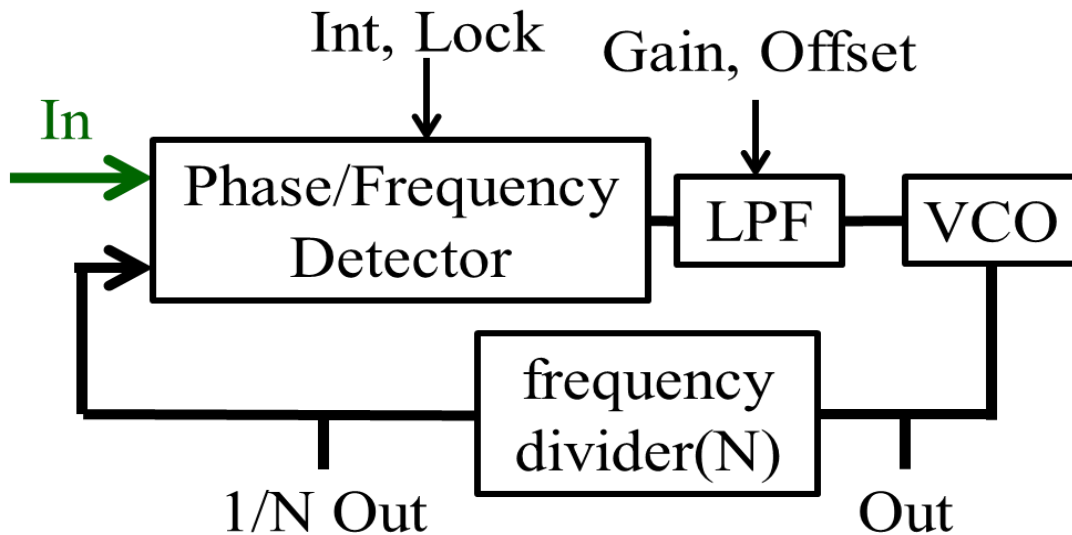 Int, Lock
Gain, Offset
In
Phase/Frequency
Detector
LPF
VCO
frequency
divider(N)
1/N Out
Out